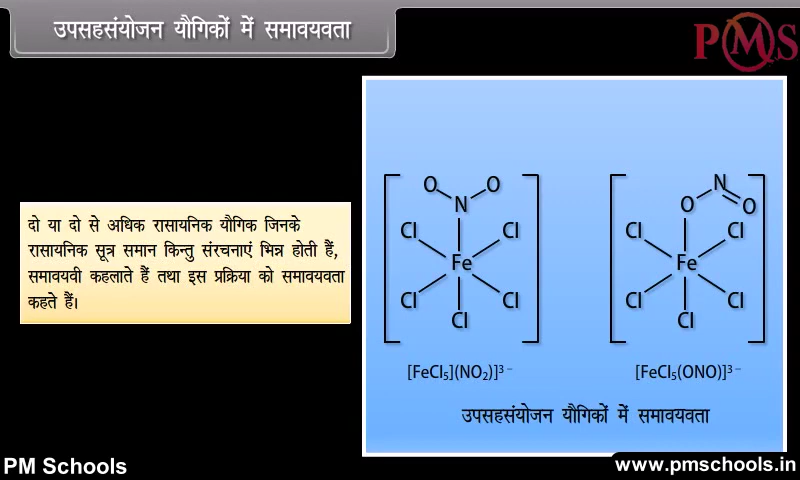 उपसहसंयोजन यौगिकों में समावयवता
PMS
दो या दो से अधिक रासायनिक यौगिक जिनके
रासायनिक सूत्र समान किन्तु संरचनाएं भिन्न होती हैं,
समावयवी कहलाते हैं तथा इस प्रक्रिया को समावयवता
कहते हैं।
O O
N
Cl Cl
Fe
Cl Cl
Cl
[FeCl₅](NO₂)]³⁻
N
O O
Cl Cl
Fe
Cl Cl
Cl
[FeCl₅(ONO)]³⁻
उपसहसंयोजन यौगिकों में समावयवता
PM Schools
www.pmschools.in